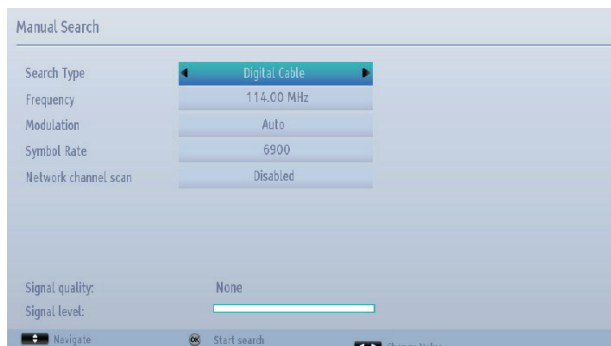 Manual Search
Search Type Digital Cable
Frequency 114.00 MHz
Modulation Auto
Symbol Rate 6900
Network channel scan Disabled
Signal quality: None
Signal level:
Navigate OK Start search